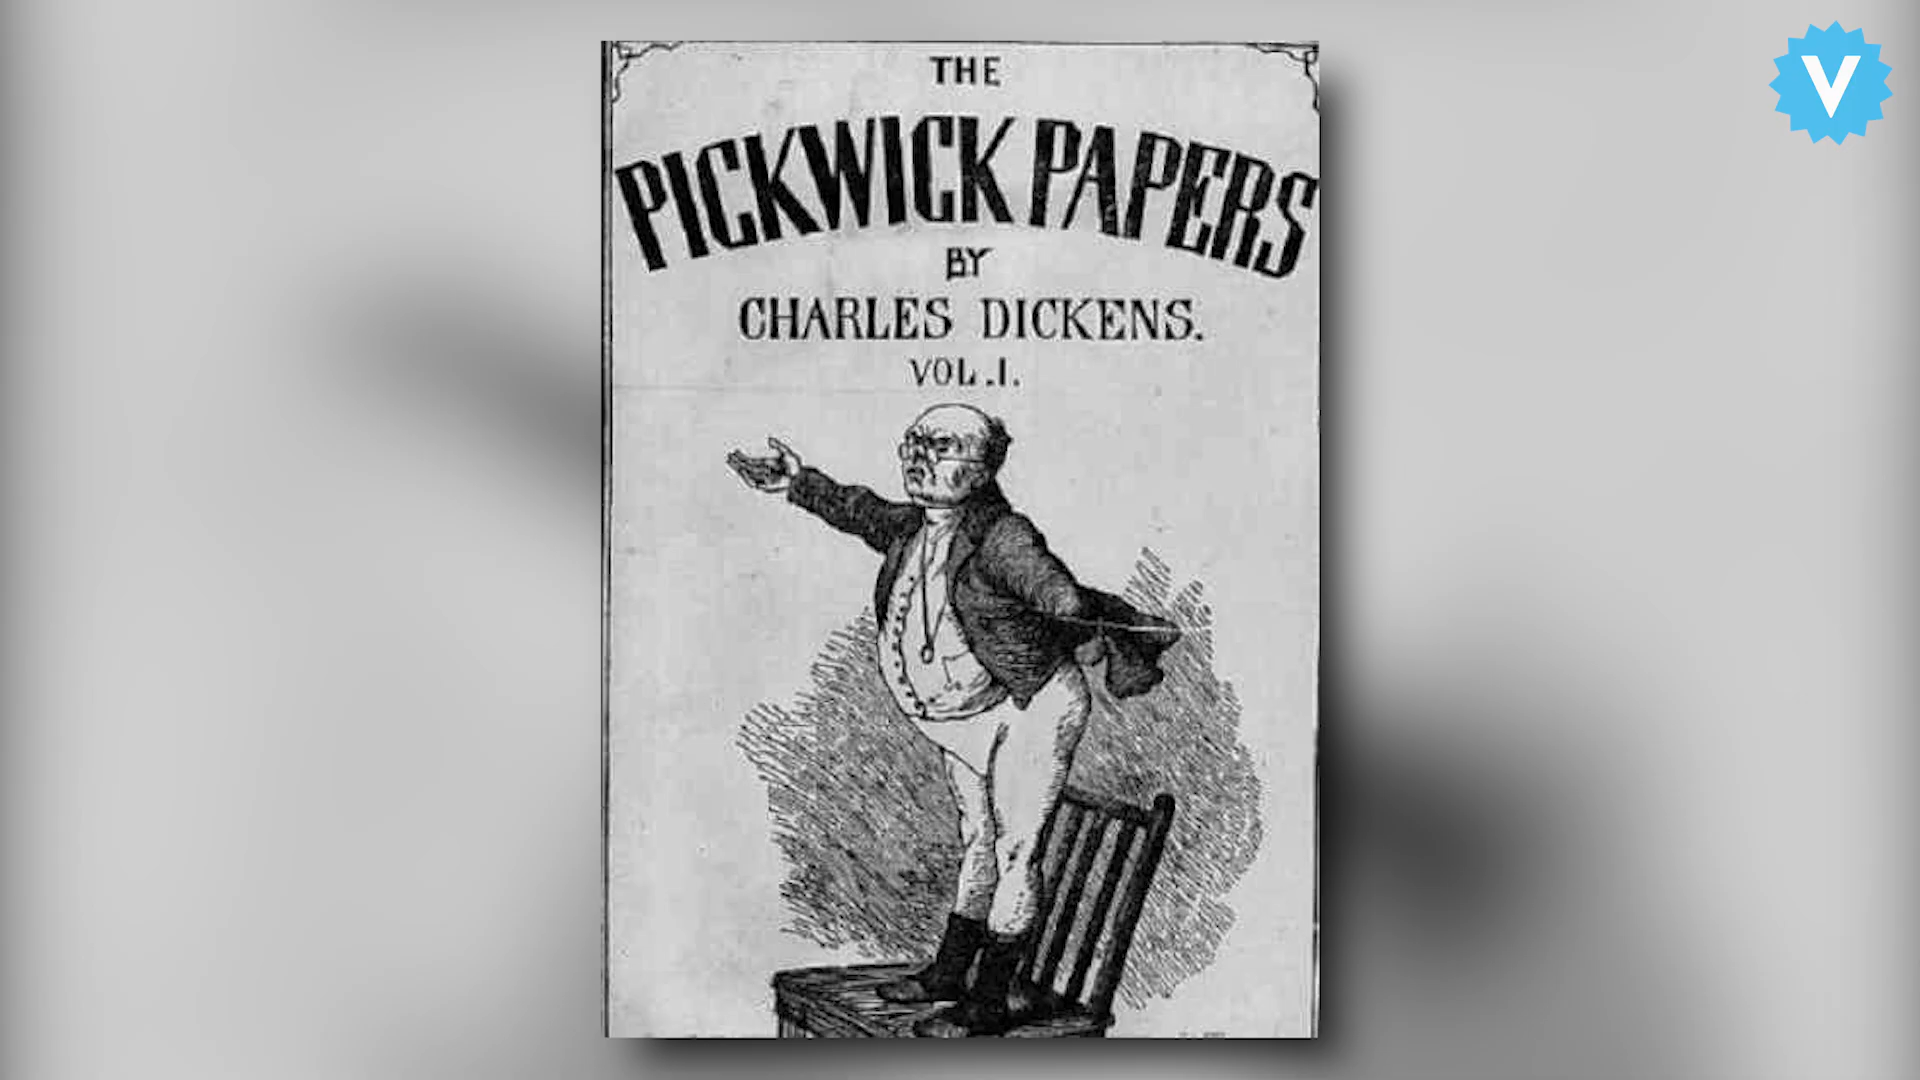 THE
PICKWICK PAPERS
BY
CHARLES DICKENS.
VOL.I.
V